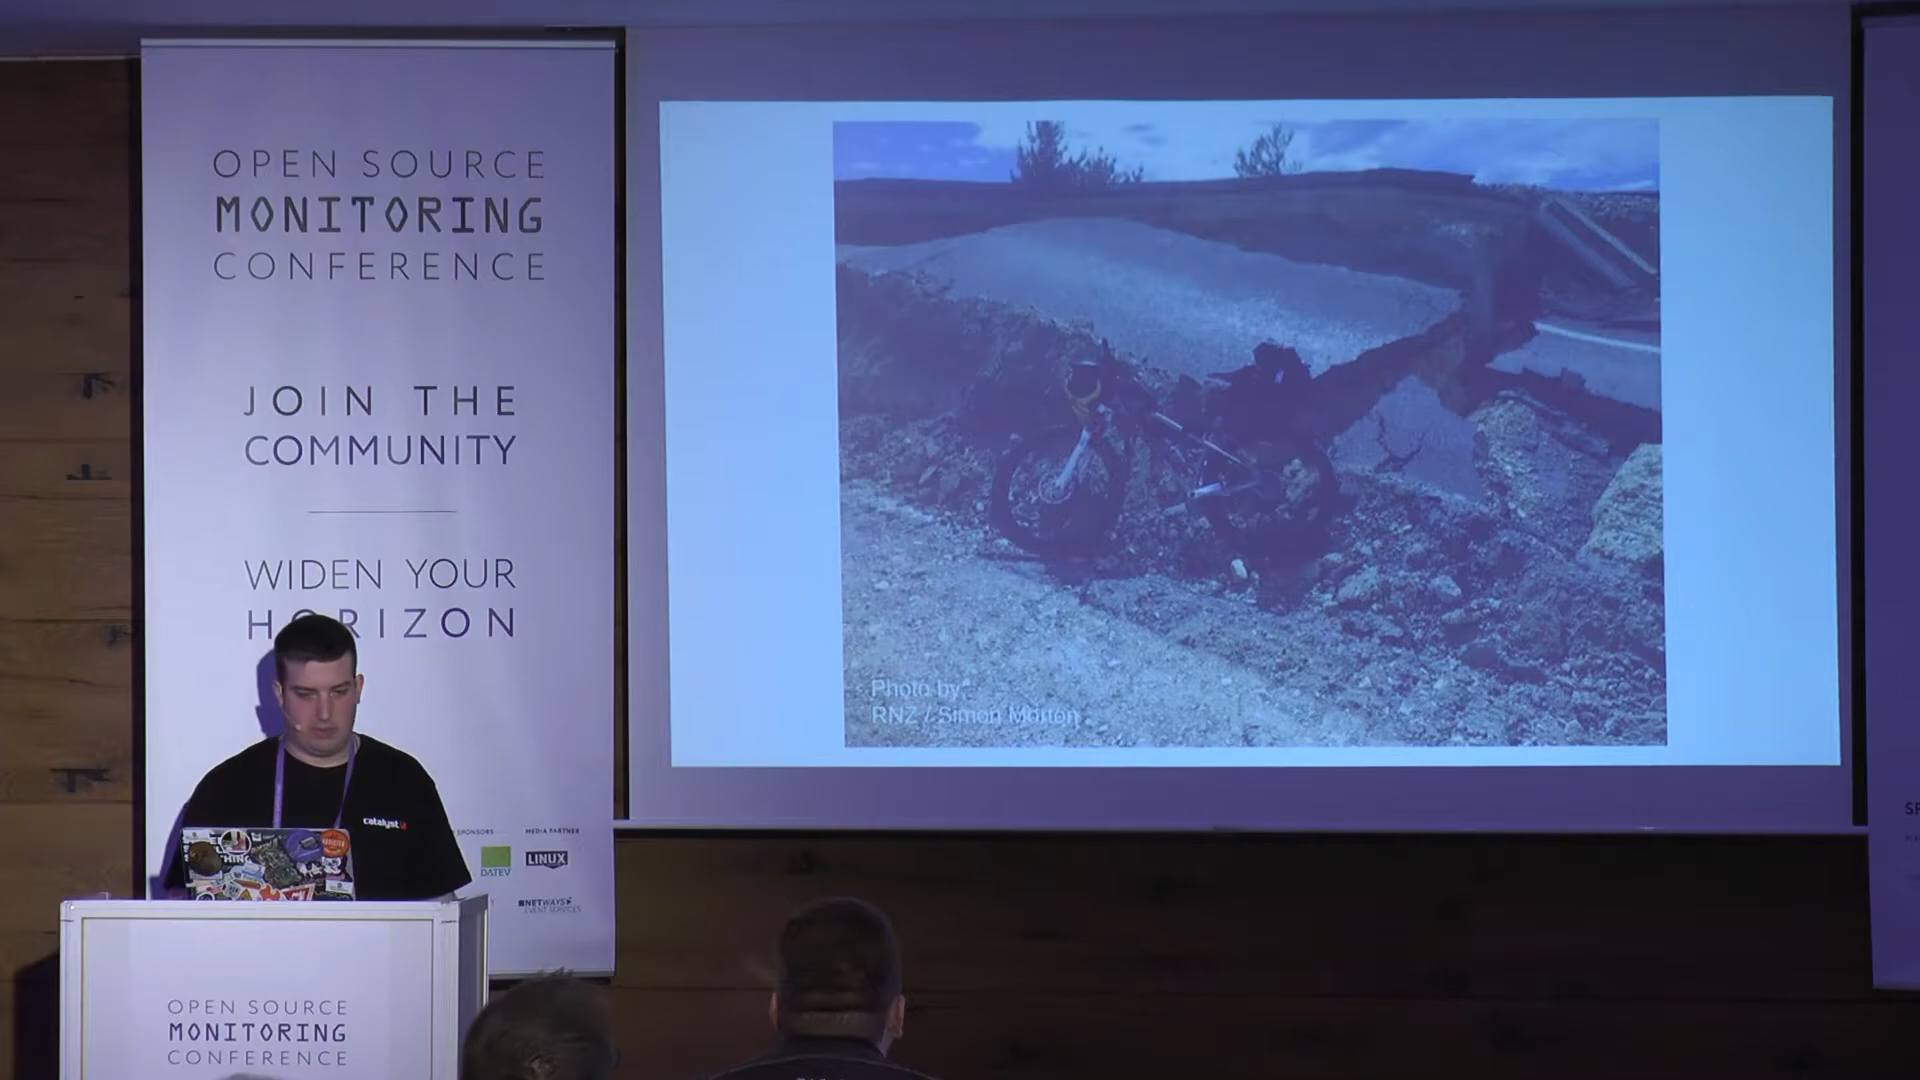 OPEN SOURCE
MONITORING
CONFERENCE
JOIN THE
COMMUNITY
WIDEN YOUR
HORIZON
SPONSORS
MEDIA PARTNER
DATEV
LINUX
NETWAYS
EVENT SERVICES
Photo by:
RNZ / Simon Morton
catalyst
OPEN SOURCE
MONITORING
CONFERENCE